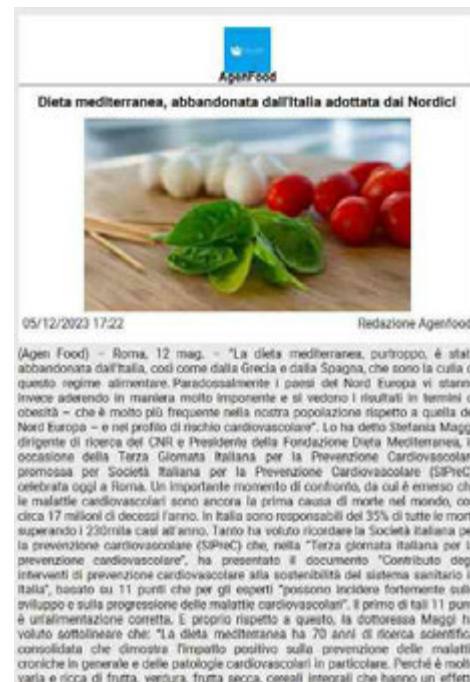 AgenFood
Dieta mediterranea, abbandonata dall'Italia adottata dai Nordici
05/12/2023 17:22
Redazione Agenfood
(Agen Food) – Roma, 12 mag. – "La dieta mediterranea, purtroppo, è stat
abbandonata dall'Italia, così come dalla Grecia e dalla Spagna, che sono la culla d
questo regime alimentare. Paradossalmente i paesi del Nord Europa vi stann
invece aderendo in maniera molto imponente e si vedono i risultati in termini d
obesità – che è molto più frequente nella nostra popolazione rispetto a quella de
Nord Europa – e nel profilo di rischio cardiovascolare". Lo ha detto Stefania Maggi
dirigente di ricerca del CNR e Presidente della Fondazione Dieta Mediterranea, i
occasione della Terza Giornata Italiana per la Prevenzione Cardiovascolar
promossa per Società Italiana per la Prevenzione Cardiovascolare (SIPreC)
celebrata oggi a Roma. Un importante momento di confronto, da cui è emerso ch
le malattie cardiovascolari sono ancora la prima causa di morte nel mondo, co
circa 17 milioni di decessi l'anno. In Italia sono responsabili del 35% di tutte le mort
superando i 230mila casi all'anno. Tanto ha voluto ricordare la Società italiana pe
la prevenzione cardiovascolare (SIPreC) che, nella "Terza giornata italiana per l
prevenzione cardiovascolare", ha presentato il documento "Contributo deg
interventi di prevenzione cardiovascolare alla sostenibilità del sistema sanitario i
Italia", basato su 11 punti che per gli esperti "possono incidere fortemente sull
sviluppo e sulla progressione delle malattie cardiovascolari". Il primo di tali 11 pun
è un'alimentazione corretta. E proprio rispetto a questo, la dottoressa Maggi h
voluto sottolineare che: "La dieta mediterranea ha 70 anni di ricerca scientific
consolidata che dimostra l'impatto positivo sulla prevenzione delle malatti
croniche in generale e delle patologie cardiovascolari in particolare. Perché è molt
varia e ricca di frutta, verdura, frutta secca, cereali integrali che hanno un effett